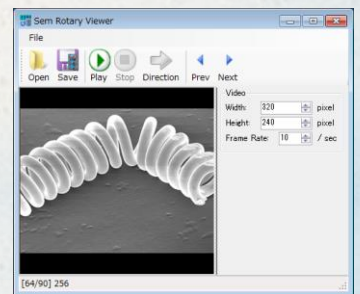 Sem Rotary Viewer
File
Open Save Play Stop Direction Prev Next
Video
Width: 320 pixel
Height: 240 pixel
Frame Rate: 10 / sec
[64/90] 256